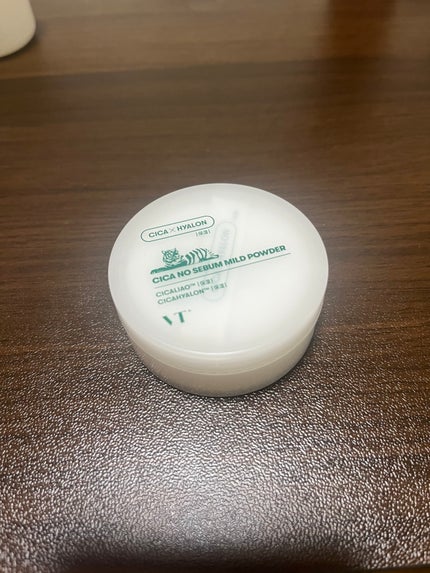 CICA × HYALON
CICA NO SEBUM MILD POWDER
CICALIAO™
CICAHYALON™
VT